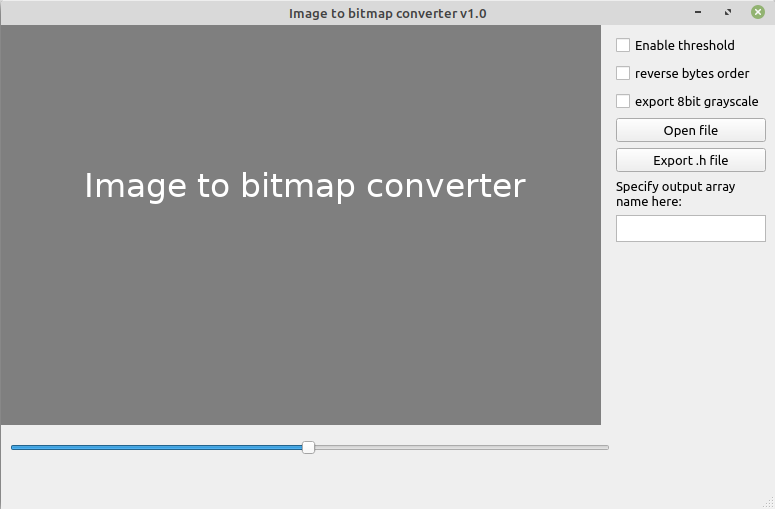 Image to bitmap converter v1.0
Enable threshold
reverse bytes order
export 8bit grayscale
Open file
Export .h file
Specify output array
name here:
Image to bitmap converter